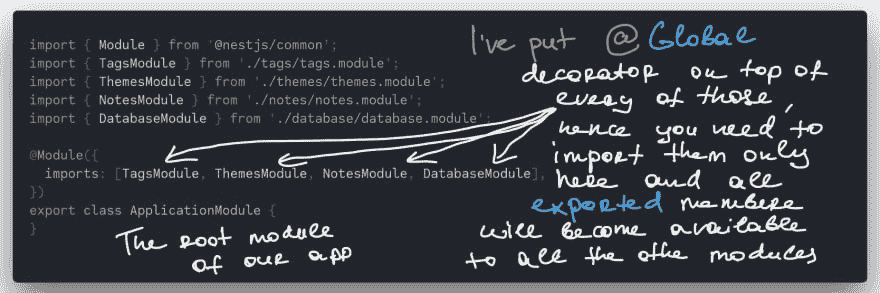 import { Module } from '@nestjs/common';
import { TagsModule } from './tags/tags.module';
import { ThemesModule } from './themes/themes.module';
import { NotesModule } from './notes/notes.module';
import { DatabaseModule } from './database/database.module';
@Module({
imports: [TagsModule, ThemesModule, NotesModule, DatabaseModule],
})
export class ApplicationModule {
}
The root module
of our app
I've put @Global
decorator on top of
every of those,
hence you need to
import them only
here and all
exported members
will become available
to all the othe modules